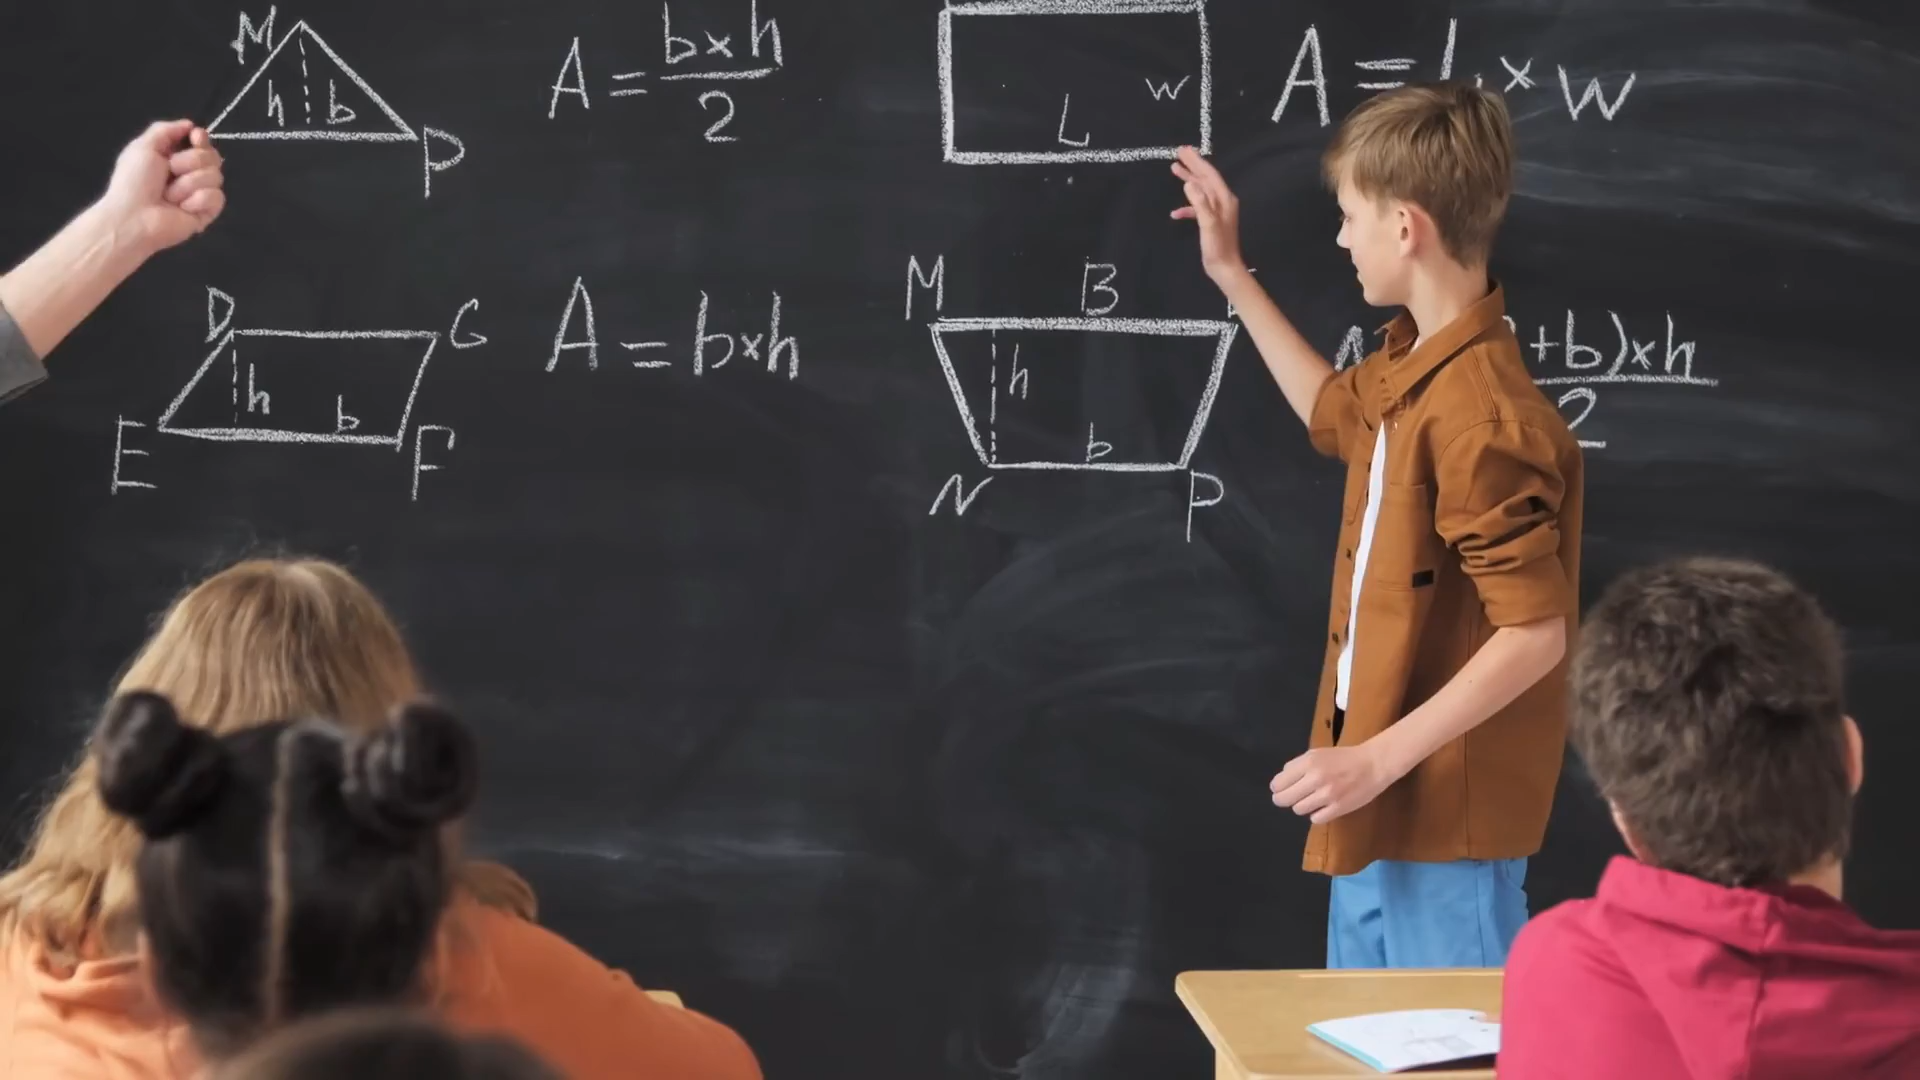 M
h b
P
A = b×h
2
W
L
A = L × W
D G
h b
E F
A = b×h
M B
h
b
N P
+b)×h
2